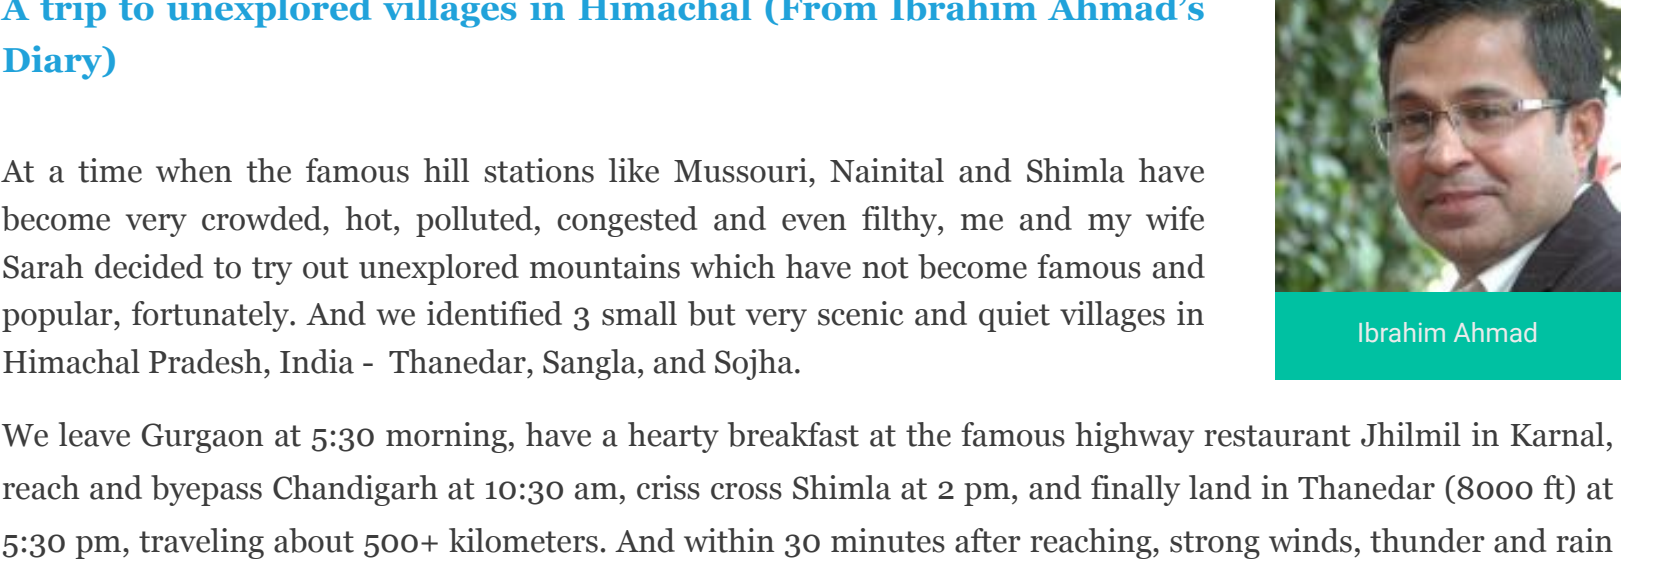 A trip to unexplored villages in Himachal (From Ibrahim Ahmad’s
Diary)
At a time when the famous hill stations like Mussouri, Nainital and Shimla have
become very crowded, hot, polluted, congested and even filthy, me and my wife
Sarah decided to try out unexplored mountains which have not become famous and
popular, fortunately. And we identified 3 small but very scenic and quiet villages in
Himachal Pradesh, India - Thanedar, Sangla, and Sojha.
Ibrahim Ahmad
We leave Gurgaon at 5:30 morning, have a hearty breakfast at the famous highway restaurant Jhilmil in Karnal,
reach and byepass Chandigarh at 10:30 am, criss cross Shimla at 2 pm, and finally land in Thanedar (8000 ft) at
5:30 pm, traveling about 500+ kilometers. And within 30 minutes after reaching, strong winds, thunder and rain